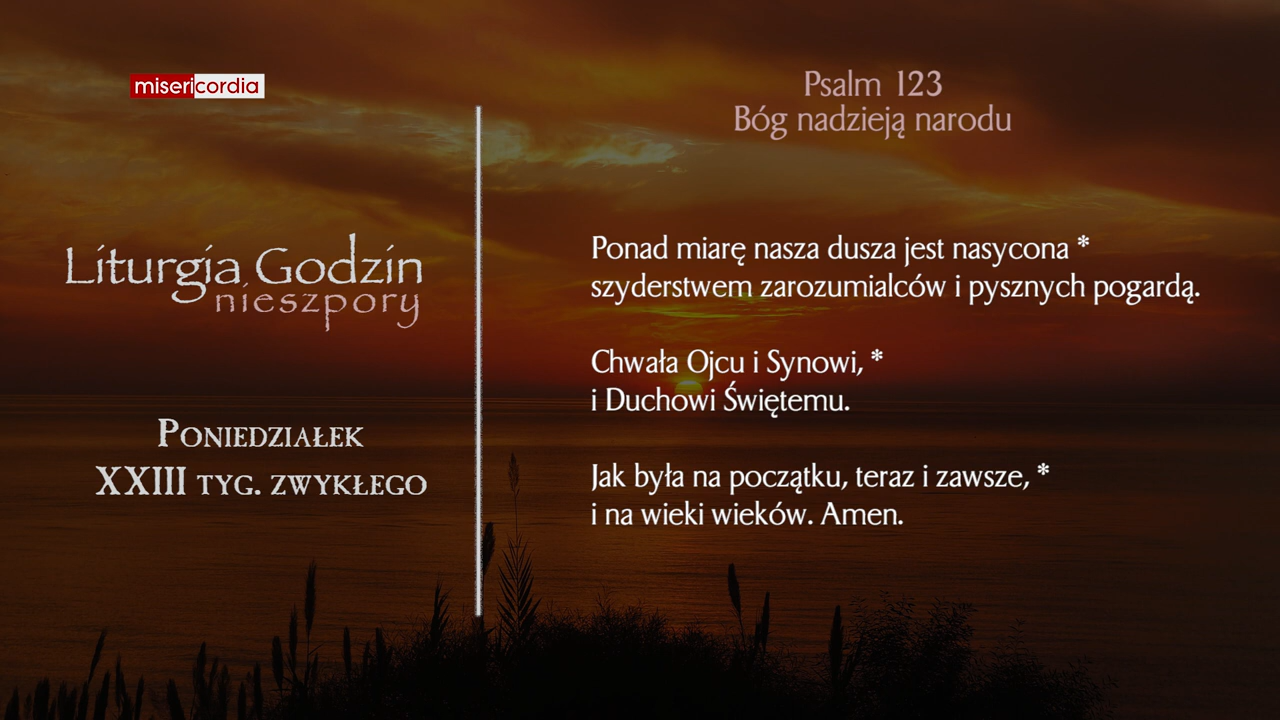 misericordia
Liturgia Godzin
nieszpory
Poniedziałek
XXIII tyg. zwykłego
Psalm 123
Bóg nadzieją narodu
Ponad miarę nasza dusza jest nasycona *
szyderstwem zarozumialców i pysznych pogardą.
Chwała Ojcu i Synowi, *
i Duchowi Świętemu.
Jak była na początku, teraz i zawsze, *
i na wieki wieków. Amen.